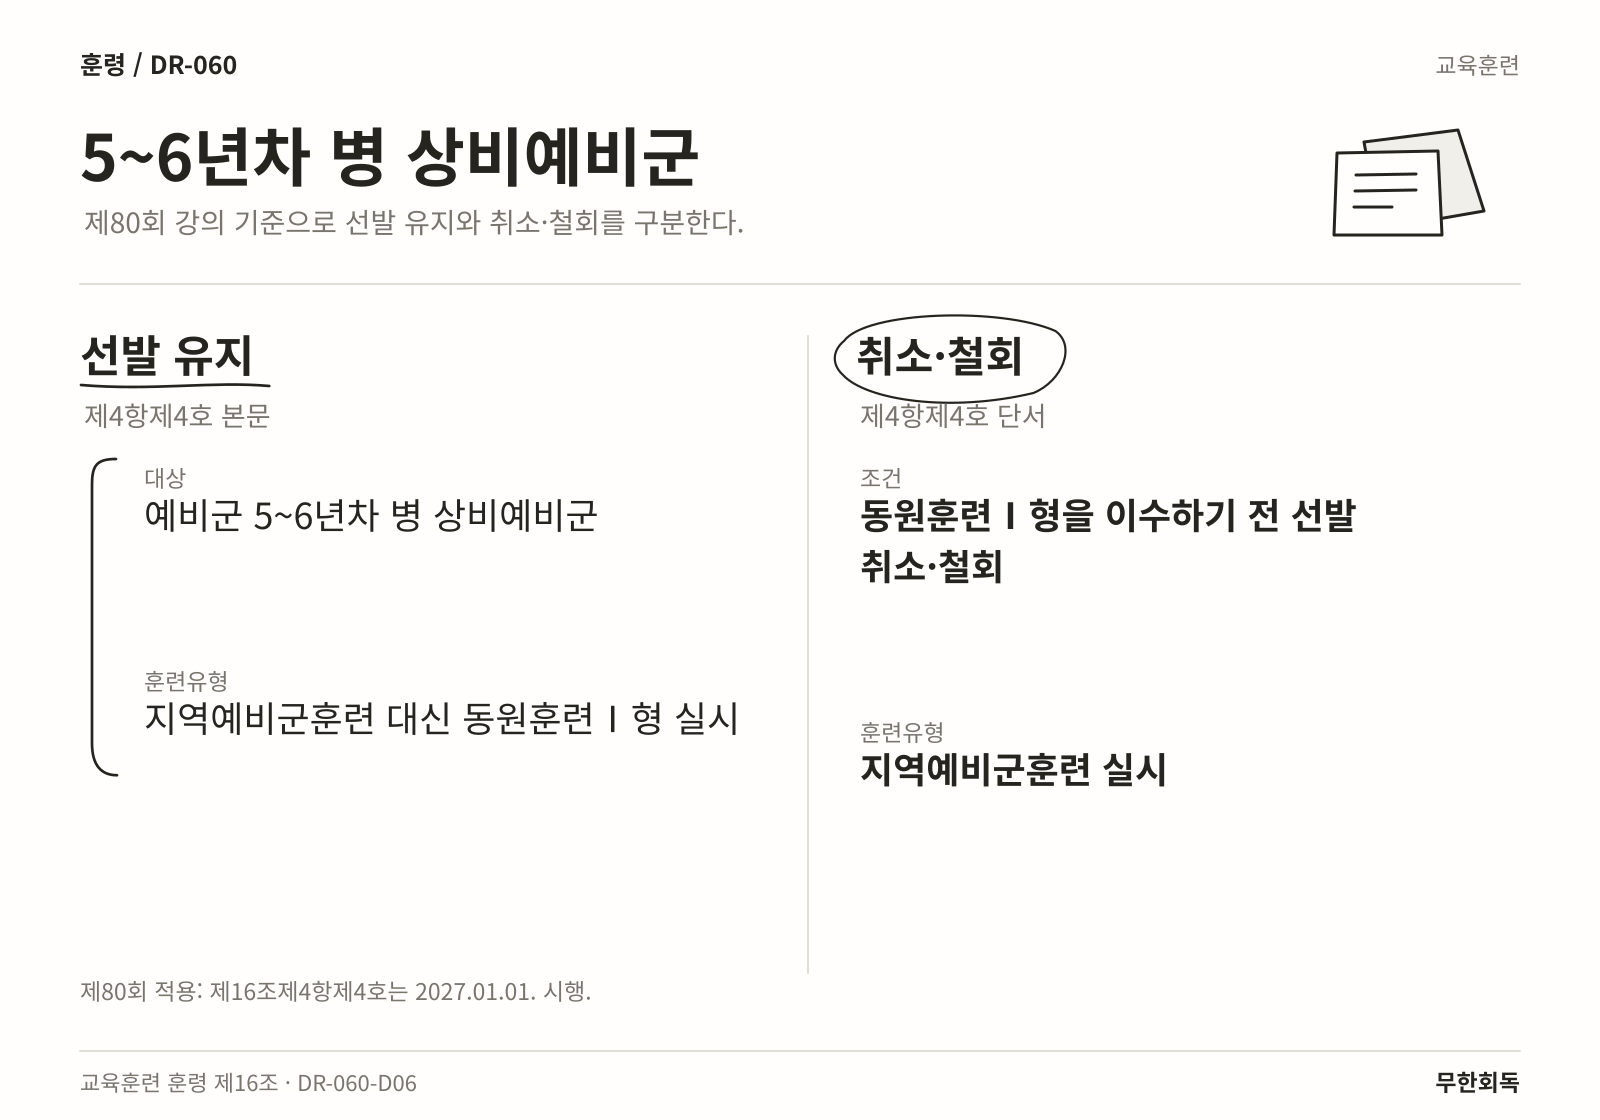 훈령 / DR-060
교육훈련
5~6년차 병 상비예비군
제80회 강의 기준으로 선발 유지와 취소·철회를 구분한다.
선발 유지
제4항제4호 본문
대상
예비군 5~6년차 병 상비예비군
훈련유형
지역예비군훈련 대신 동원훈련Ⅰ형 실시
취소·철회
제4항제4호 단서
조건
동원훈련Ⅰ형을 이수하기 전 선발
취소·철회
훈련유형
지역예비군훈련 실시
제80회 적용: 제16조제4항제4호는 2027.01.01. 시행.
교육훈련 훈령 제16조 · DR-060-D06
무한회독